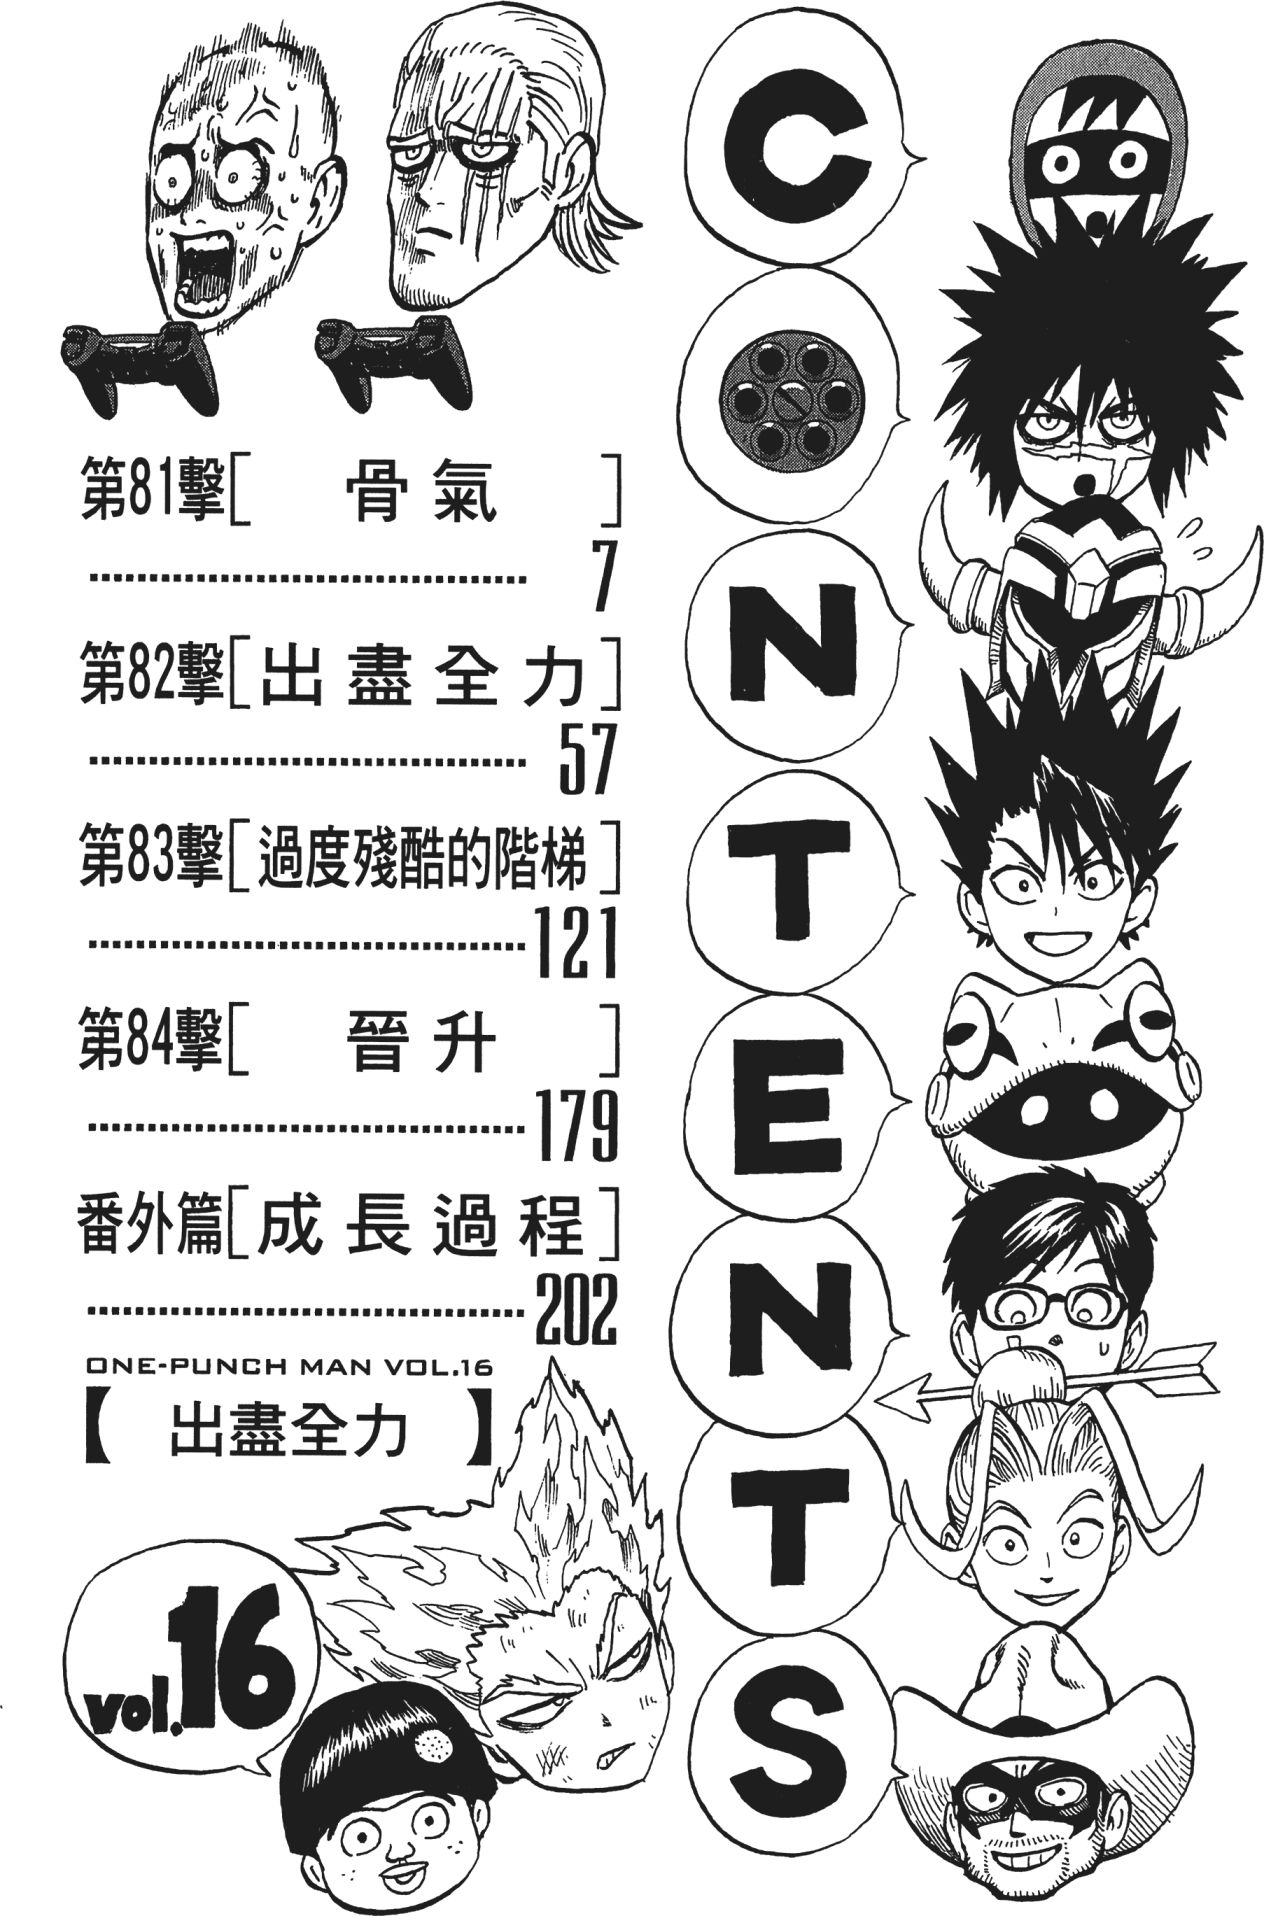 CONTENTS
第81擊[骨氣]
7
第82擊[出盡全力]
57
第83擊[過度殘酷的階梯]
121
第84擊[晉升]
179
番外篇[成長過程]
202
ONE-PUNCH MAN VOL.16
【出盡全力】
vol.16